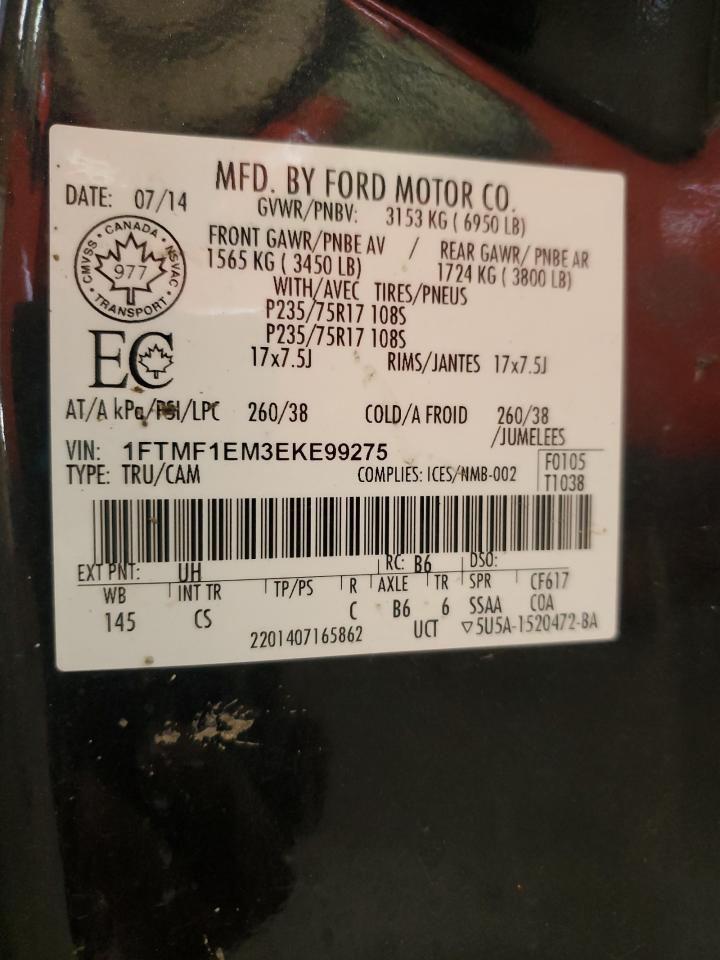 MFD. BY FORD MOTOR CO.
DATE: 07/14
GVWR/PNBV: 3153 KG ( 6950 LB)
FRONT GAWR/PNBE AV / REAR GAWR/ PNBE AR
1565 KG ( 3450 LB) 1724 KG ( 3800 LB)
WITH/AVEC TIRES/PNEUS
P235/75R17 108S
P235/75R17 108S
17x7.5J RIMS/JANTES 17x7.5J
CANADA
CMVSS NSVAC
977
TRANSPORT
EC
AT/A kPa/PSI/LPC 260/38 COLD/A FROID 260/38
/JUMELEES
VIN: 1FTMF1EM3EKE99275
TYPE: TRU/CAM COMPLIES: ICES/NMB-002
F0105
T1038
EXT PNT: UH RC: B6 DSO:
WB INT TR TP/PS R AXLE TR SPR CF617
145 CS C B6 6 SSAA COA
2201407165862 UCT ▽5U5A-1520472-BA